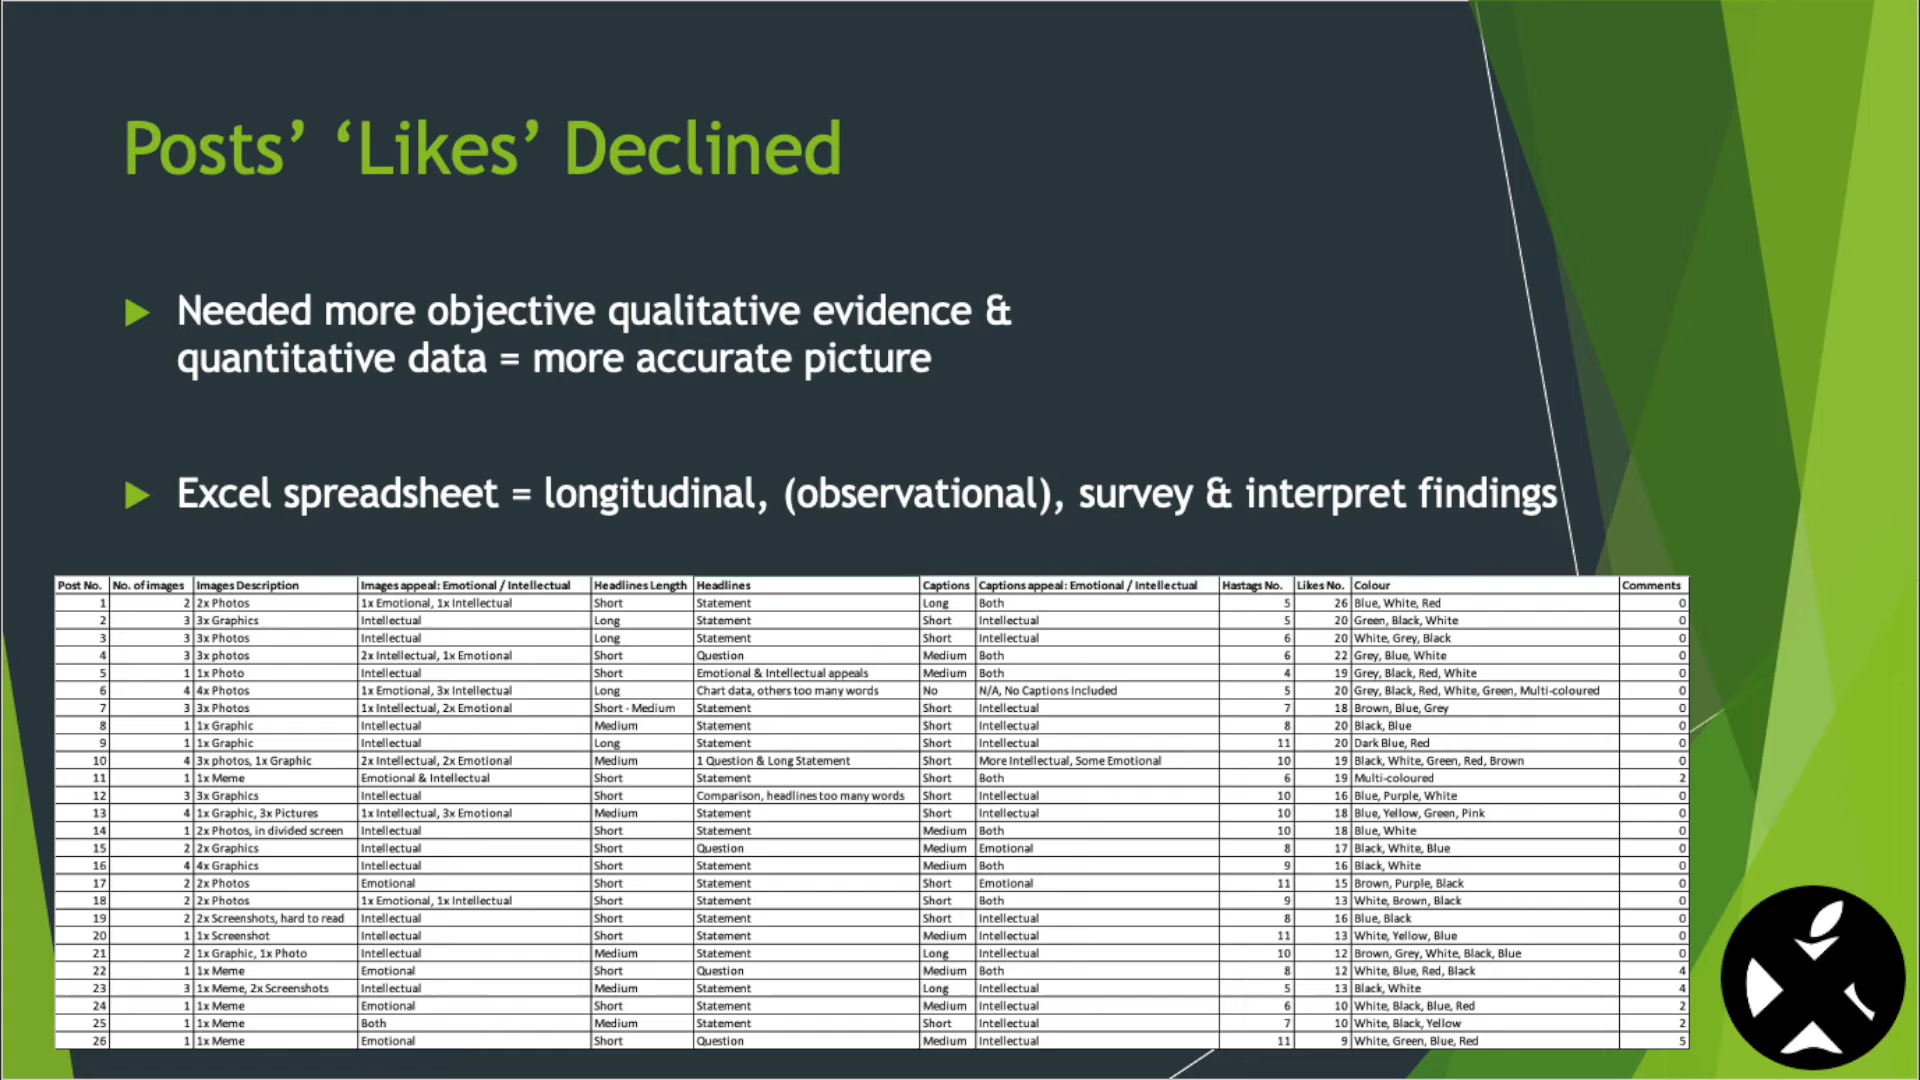 Posts’ ‘Likes’ Declined
Needed more objective qualitative evidence &
quantitative data = more accurate picture
Excel spreadsheet = longitudinal, (observational), survey & interpret findings
Post No. No. of images Images Description Images appeal: Emotional / Intellectual Headlines Length Headlines Captions Captions appeal: Emotional / Intellectual Hastags No. Likes No. Colour Comments
1 2 2x Photos 1x Emotional, 1x Intellectual Short Statement Long Both 5 26 Blue, White, Red 0
2 3 3x Graphics Intellectual Long Statement Short Intellectual 5 20 Green, Black, White 0
3 3 3x Photos Intellectual Long Statement Short Intellectual 6 20 White, Grey, Black 0
4 3 3x photos 2x Intellectual, 1x Emotional Short Question Medium Both 6 22 Grey, Blue, White 0
5 1 1x Photo Intellectual Short Emotional & Intellectual appeals Medium Both 4 19 Grey, Black, Red, White 0
6 4 4x Photos 1x Emotional, 3x Intellectual Long Chart data, others too many words No N/A, No Captions Included 5 20 Grey, Black, Red, White, Green, Multi-coloured 0
7 3 3x Photos 1x Intellectual, 2x Emotional Short - Medium Statement Short Intellectual 7 18 Brown, Blue, Grey 0
8 1 1x Graphic Intellectual Medium Statement Short Intellectual 8 20 Black, Blue 0
9 1 1x Graphic Intellectual Long Statement Short Intellectual 11 20 Dark Blue, Red 0
10 4 3x photos, 1x Graphic 2x Intellectual, 2x Emotional Medium 1 Question & Long Statement Short More Intellectual, Some Emotional 10 19 Black, White, Green, Red, Brown 0
11 1 1x Meme Emotional & Intellectual Short Statement Short Both 6 19 Multi-coloured 2
12 3 3x Graphics Intellectual Short Comparison, headlines too many words Short Intellectual 10 16 Blue, Purple, White 0
13 4 1x Graphic, 3x Pictures 1x Intellectual, 3x Emotional Medium Statement Short Intellectual 10 18 Blue, Yellow, Green, Pink 0
14 1 2x Photos, in divided screen Intellectual Short Statement Medium Both 10 18 Blue, White 0
15 2 2x Graphics Intellectual Short Question Medium Emotional 8 17 Black, White, Blue 0
16 4 4x Graphics Intellectual Short Statement Medium Both 9 16 Black, White 0
17 2 2x Photos Emotional Short Statement Short Emotional 11 15 Brown, Purple, Black 0
18 2 2x Photos 1x Emotional, 1x Intellectual Short Statement Short Both 9 13 White, Brown, Black 0
19 2 2x Screenshots, hard to read Intellectual Short Statement Short Intellectual 8 16 Blue, Black 0
20 1 1x Screenshot Intellectual Short Statement Medium Intellectual 11 13 White, Yellow, Blue 0
21 2 1x Graphic, 1x Photo Intellectual Medium Statement Long Intellectual 10 12 Brown, Grey, White, Black, Blue 0
22 1 1x Meme Emotional Short Question Medium Both 8 12 White, Blue, Red, Black 4
23 3 1x Meme, 2x Screenshots Intellectual Medium Statement Long Intellectual 5 13 Black, White 4
24 1 1x Meme Emotional Short Statement Medium Intellectual 6 10 White, Black, Blue, Red 2
25 1 1x Meme Both Medium Statement Short Intellectual 7 10 White, Black, Yellow 2
26 1 1x Meme Emotional Short Question Medium Intellectual 11 9 White, Green, Blue, Red 5